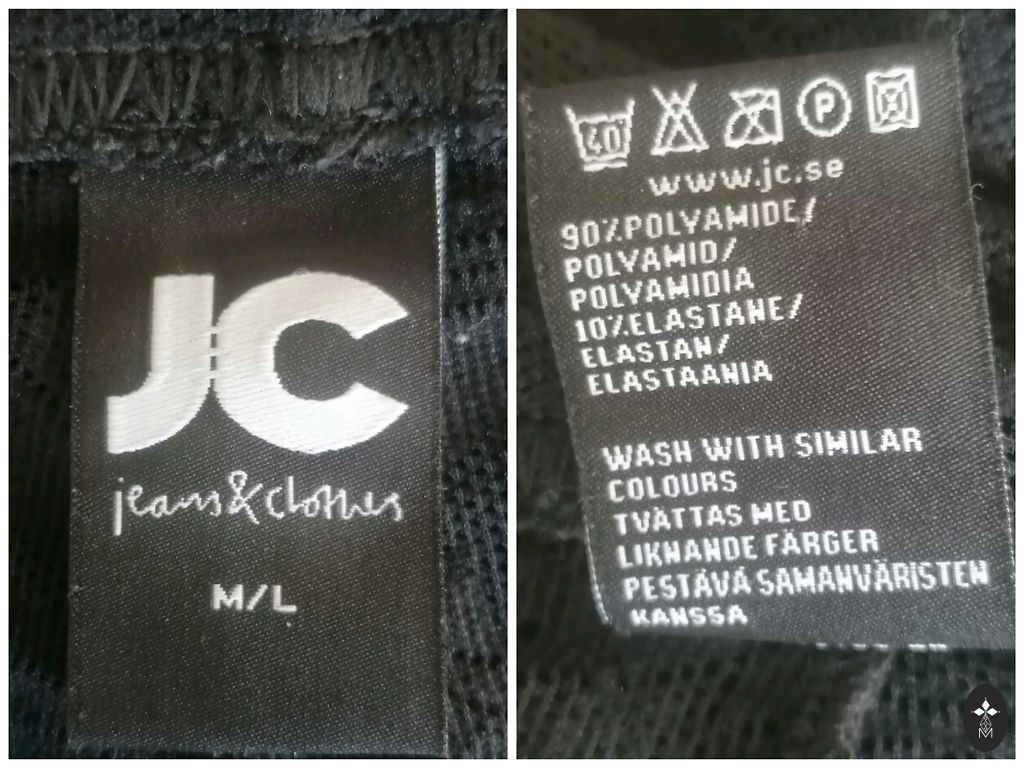 JC
jeans&clothes
M/L
40
P
www.jc.se
90%POLYAMIDE/
POLYAMID/
POLYAMIDIA
10%ELASTANE/
ELASTAN/
ELASTAANIA
WASH WITH SIMILAR
COLOURS
TVÄTTAS MED
LIKNANDE FÄRGER
PESTÄVÄ SAMANVÄRISTEN
KANSSA
M